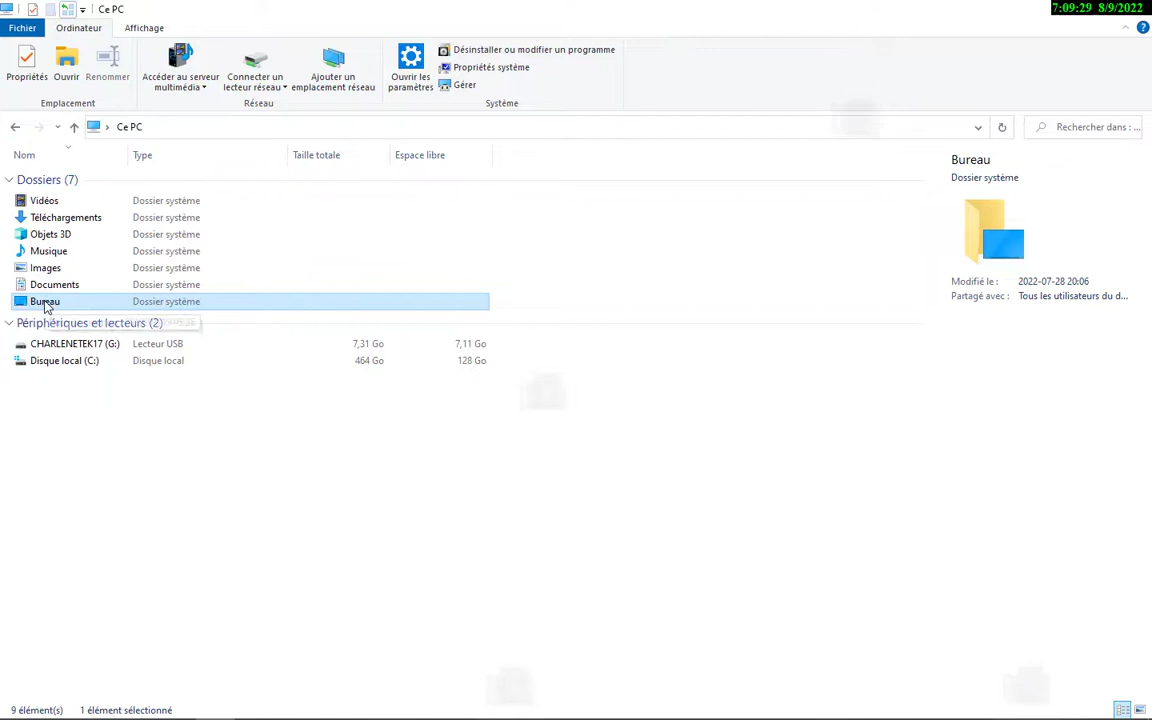 Ce PC
7:09:29 8/9/2022
Fichier Ordinateur Affichage
Propriétés Ouvrir Renommer
Emplacement
Accéder au serveur multimédia
Connecter un lecteur réseau
Ajouter un emplacement réseau
Réseau
Ouvrir les paramètres
Désinstaller ou modifier un programme
Propriétés système
Gérer
Système
Ce PC
Rechercher dans : ...
Nom Type Taille totale Espace libre
Dossiers (7)
Vidéos Dossier système
Téléchargements Dossier système
Objets 3D Dossier système
Musique Dossier système
Images Dossier système
Documents Dossier système
Bureau Dossier système
Périphériques et lecteurs (2)
CHARLENETEK17 (G:) Lecteur USB 7,31 Go 7,11 Go
Disque local (C:) Disque local 464 Go 128 Go
Bureau
Dossier système
Modifié le : 2022-07-28 20:06
Partagé avec : Tous les utilisateurs du d...
9 élément(s) 1 élément sélectionné